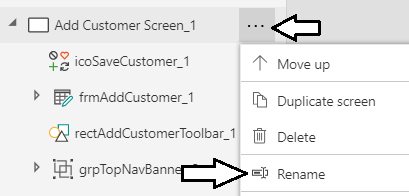 Add Customer Screen_1
...
Move up
icoSaveCustomer_1
Duplicate screen
frmAddCustomer_1
Delete
rectAddCustomerToolbar_1
Rename